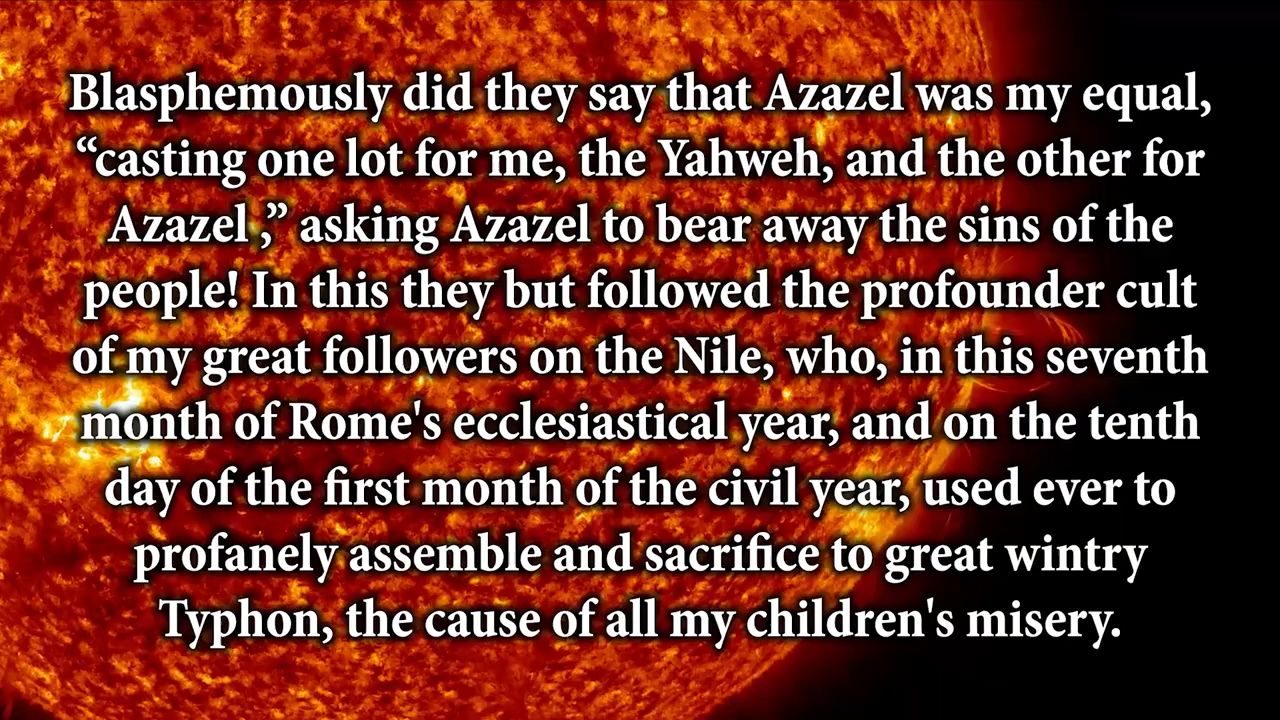 Blasphemously did they say that Azazel was my equal,
“casting one lot for me, the Yahweh, and the other for
Azazel ,” asking Azazel to bear away the sins of the
people! In this they but followed the profounder cult
of my great followers on the Nile, who, in this seventh
month of Rome's ecclesiastical year, and on the tenth
day of the first month of the civil year, used ever to
profanely assemble and sacrifice to great wintry
Typhon, the cause of all my children's misery.